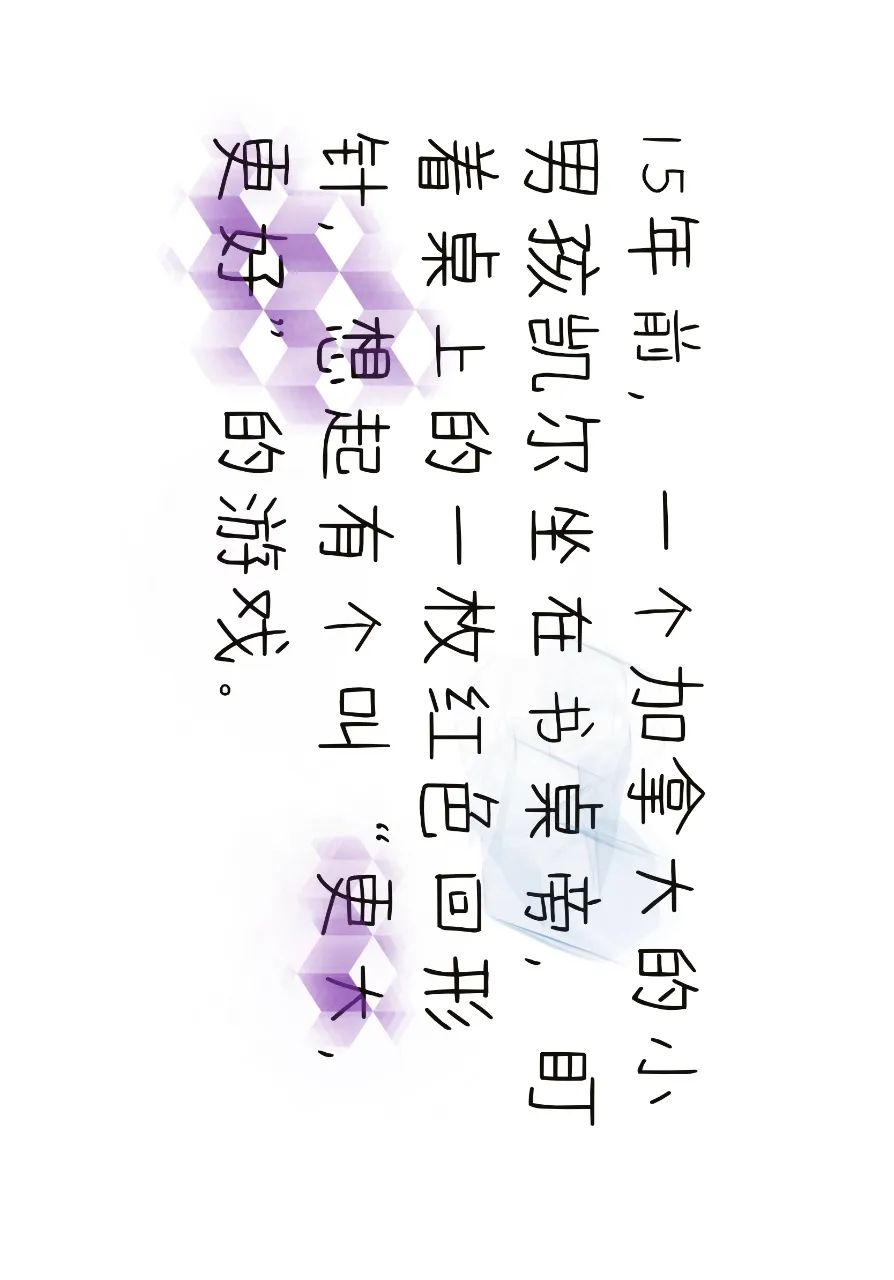 15年前，一个加拿大的小
男孩凯尔坐在书桌旁，盯
着桌上的一枚红色回形
针，想起有个叫“更大，
更好”的游戏。